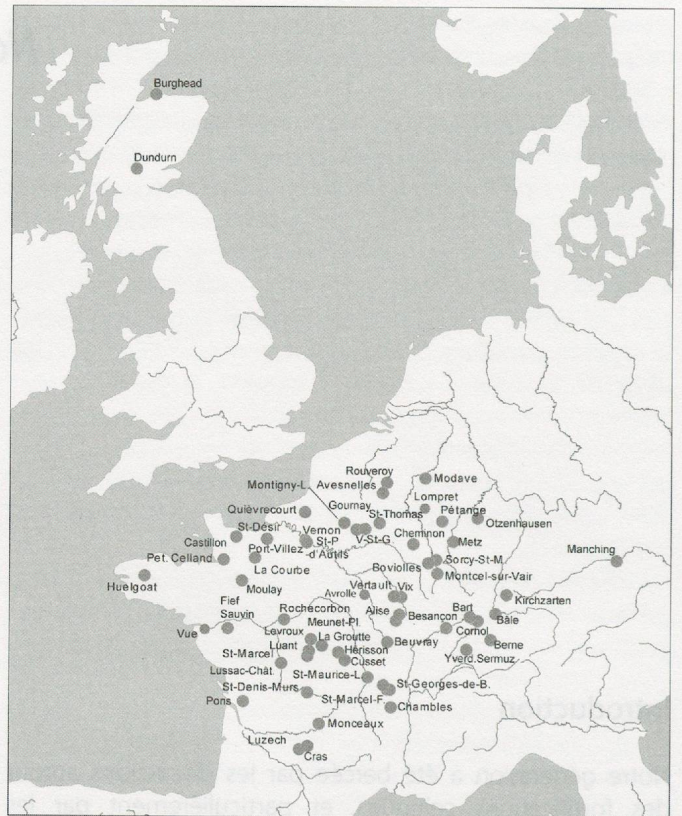 Burghead
Dundurn
Rouveroy
Modave
Montigny-L.
Avesnelles
Lompret
Quièvrecourt
Gournay
St-Thomas
Pétange
St-Désir
Vernon
Otzenhausen
Castillon
St-P
V-St-G.
Chemnon
Metz
Manching
Port-Villez
-d'Autils
Pet. Celland
Sorcy-St-M.
La Courbe
Boviolles
Montcel-sur-Vair
Huelgoat
Moulay
Vertault
Vix
Kirchzarten
Avrolle
Fief
Sauvin
Rochecorbon
Alise
Besançon
Bart
Bâle
Meunet-Pl.
Vue
Levroux
La Groutte
Cornol
Luant
Hérisson
Beuvray
Berne
St-Marcel
Cusset
Yverd.Sermuz
Lussac-Chât.
St-Maurice-L.
St-Denis-Murs
St-Georges-de-B.
Pons
St-Marcel-F.
Chambles
Monceaux
Luzech
Cras